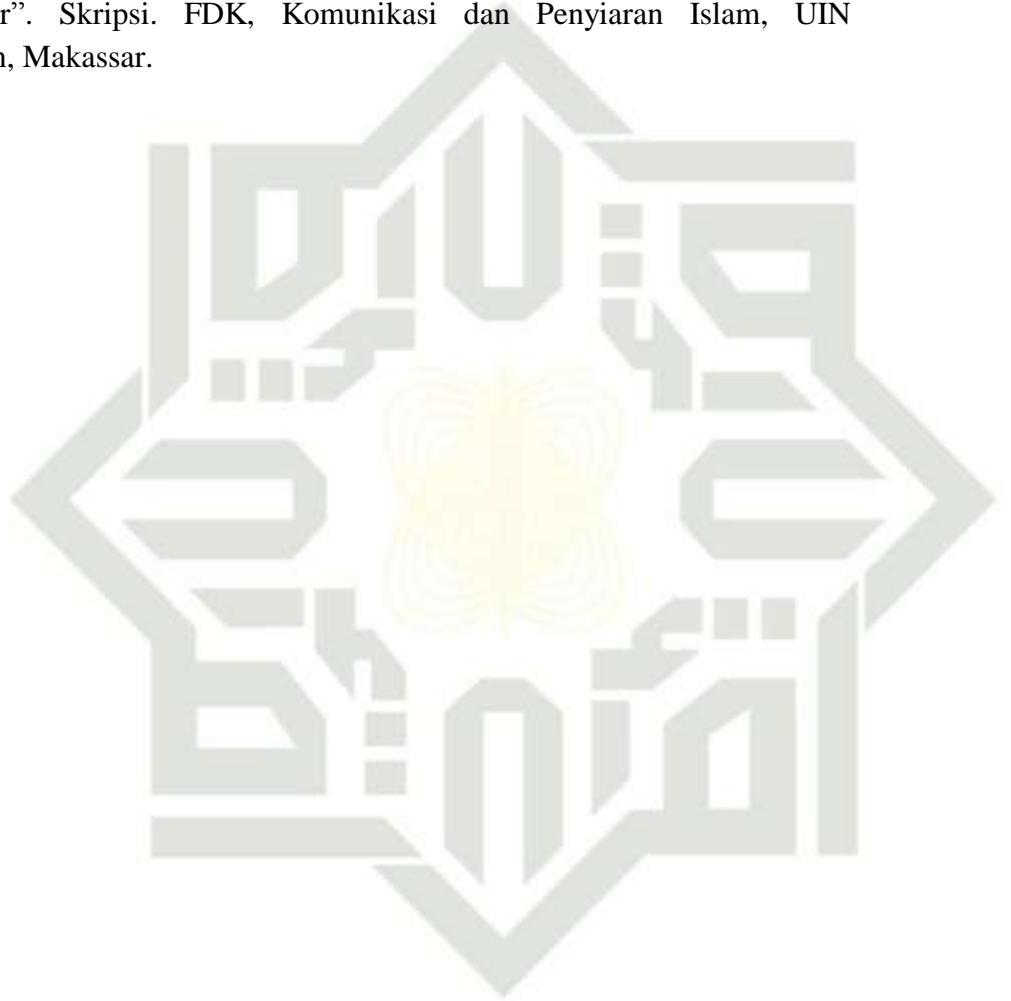 r”. Skripsi. FDK, Komunikasi dan Penyiaran Islam, UIN
n, Makassar.